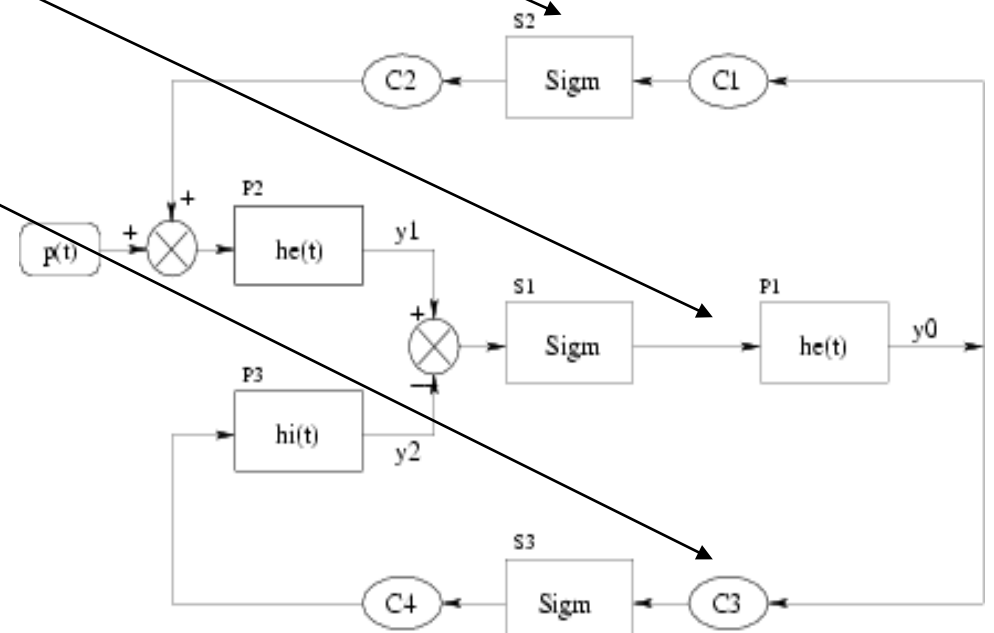 S2
C2
Sigm
C1
+
P2
+
p(t)
he(t)
y1
S1
P1
+
Sigm
he(t)
y0
P3
−
hi(t)
y2
S3
C4
Sigm
C3